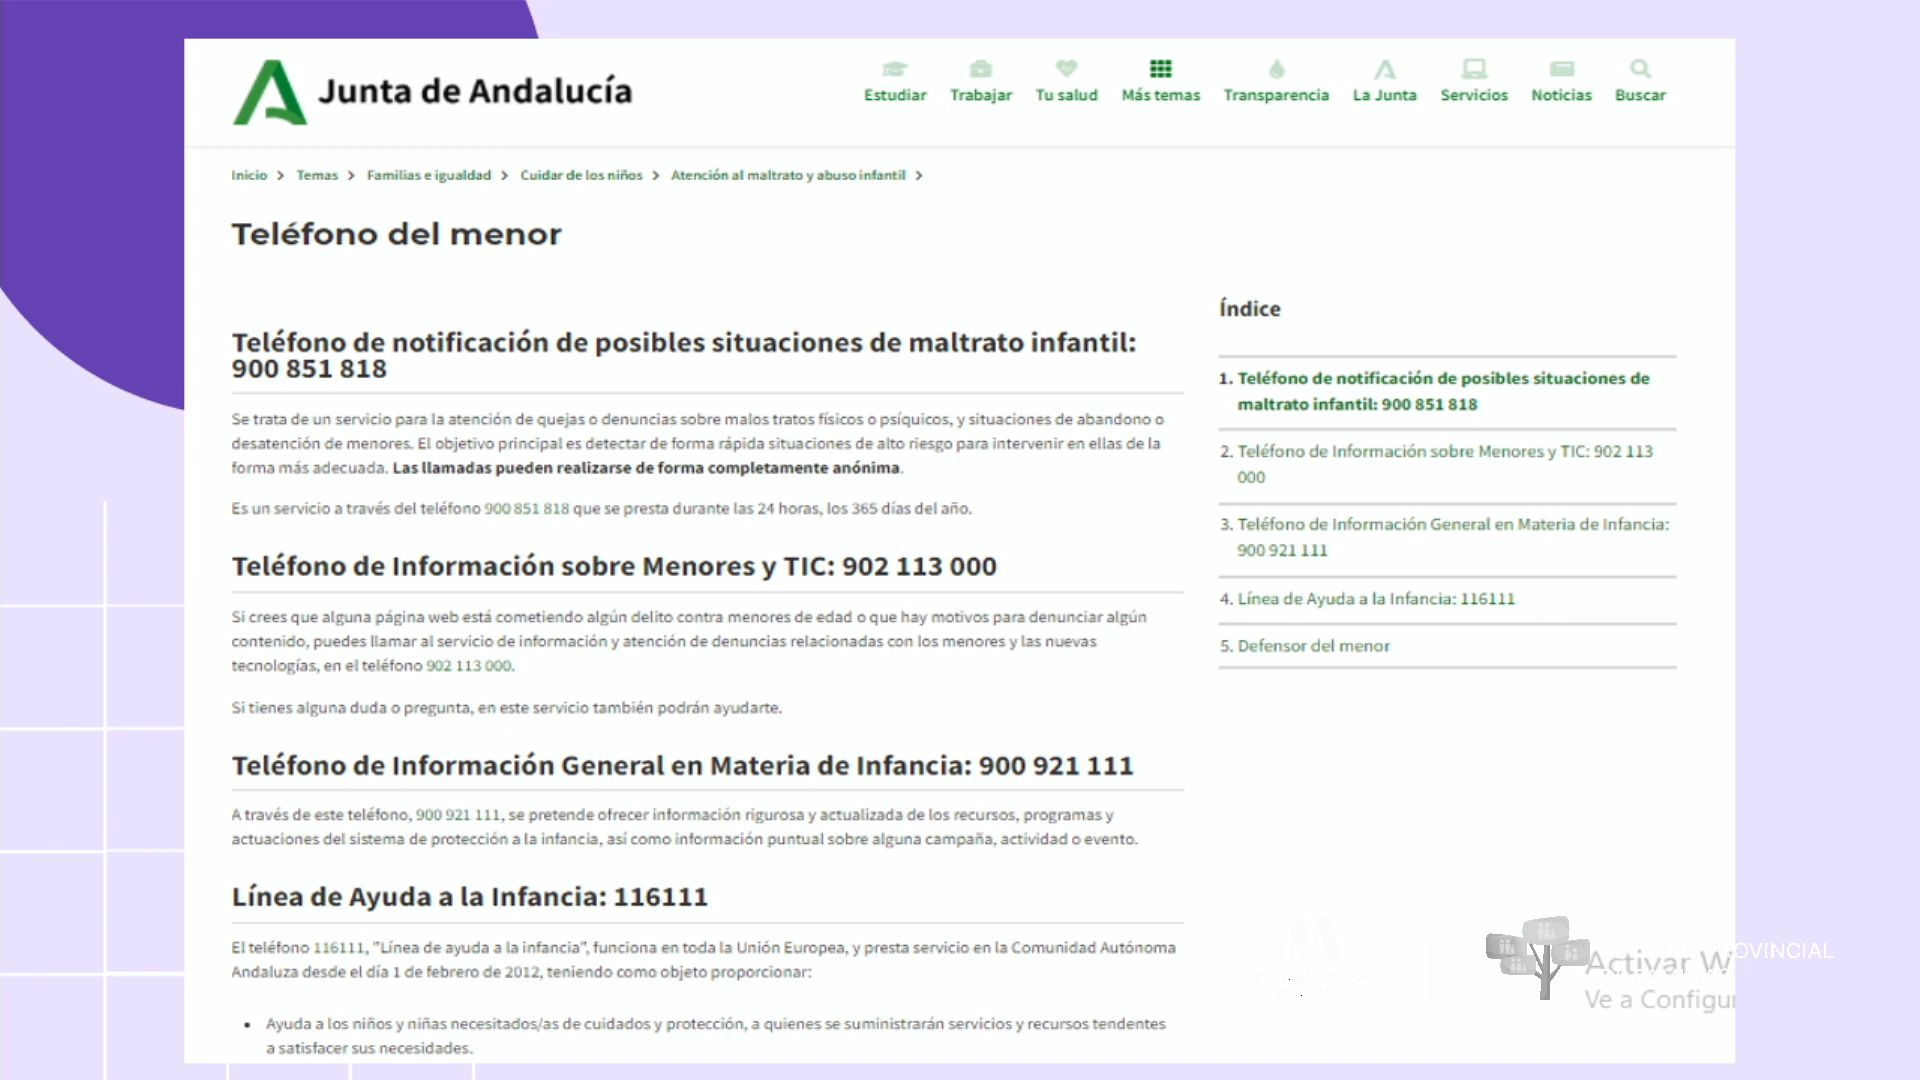 Junta de Andalucía
Estudiar
Trabajar
Tu salud
Más temas
Transparencia
La Junta
Servicios
Noticias
Buscar
Inicio > Temas > Familias e igualdad > Cuidar de los niños > Atención al maltrato y abuso infantil >
Teléfono del menor
Teléfono de notificación de posibles situaciones de maltrato infantil:
900 851 818
Se trata de un servicio para la atención de quejas o denuncias sobre malos tratos físicos o psíquicos, y situaciones de abandono o
desatención de menores. El objetivo principal es detectar de forma rápida situaciones de alto riesgo para intervenir en ellas de la
forma más adecuada. Las llamadas pueden realizarse de forma completamente anónima.
Es un servicio a través del teléfono 900 851 818 que se presta durante las 24 horas, los 365 días del año.
Teléfono de Información sobre Menores y TIC: 902 113 000
Si crees que alguna página web está cometiendo algún delito contra menores de edad o que hay motivos para denunciar algún
contenido, puedes llamar al servicio de información y atención de denuncias relacionadas con los menores y las nuevas
tecnologías, en el teléfono 902 113 000.
Si tienes alguna duda o pregunta, en este servicio también podrán ayudarte.
Teléfono de Información General en Materia de Infancia: 900 921 111
A través de este teléfono, 900 921 111, se pretende ofrecer información rigurosa y actualizada de los recursos, programas y
actuaciones del sistema de protección a la infancia, así como información puntual sobre alguna campaña, actividad o evento.
Línea de Ayuda a la Infancia: 116111
El teléfono 116111, "Línea de ayuda a la infancia", funciona en toda la Unión Europea, y presta servicio en la Comunidad Autónoma
Andaluza desde el día 1 de febrero de 2012, teniendo como objeto proporcionar:
• Ayuda a los niños y niñas necesitados/as de cuidados y protección, a quienes se suministrarán servicios y recursos tendentes
a satisfacer sus necesidades.
Índice
1. Teléfono de notificación de posibles situaciones de
maltrato infantil: 900 851 818
2. Teléfono de Información sobre Menores y TIC: 902 113
000
3. Teléfono de Información General en Materia de Infancia:
900 921 111
4. Línea de Ayuda a la Infancia: 116111
5. Defensor del menor
Activar W
OVINCIAL
Ve a Configur